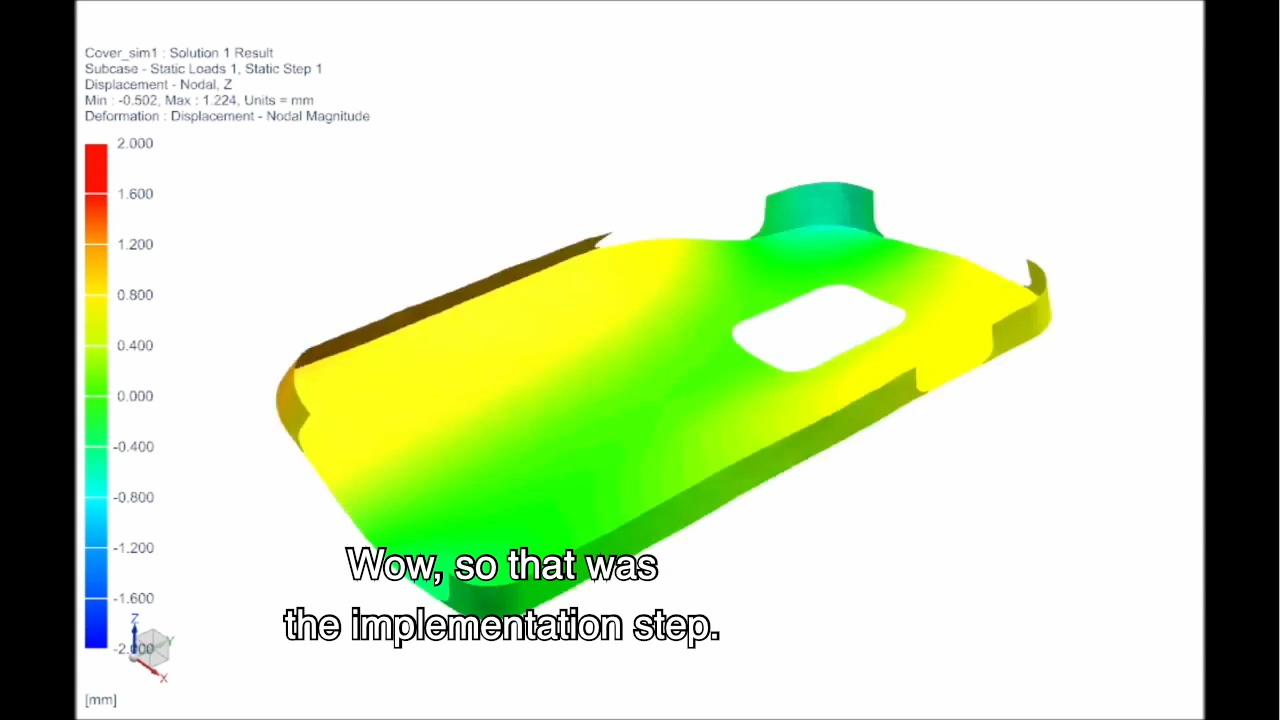 Cover_sim1 : Solution 1 Result
Subcase - Static Loads 1, Static Step 1
Displacement - Nodal, Z
Min : -0.502, Max : 1.224, Units = mm
Deformation : Displacement - Nodal Magnitude
2.000
1.600
1.200
0.800
0.400
0.000
-0.400
-0.800
-1.200
-1.600
-2.000
Z
Y
X
[mm]
Wow, so that was
the implementation step.